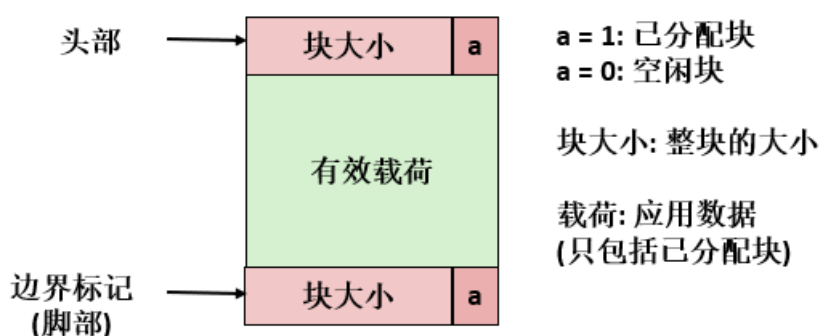 头部
块大小
a
a = 1: 已分配块
a = 0: 空闲块
块大小: 整块的大小
有效载荷
载荷: 应用数据
(只包括已分配块)
边界标记
(脚部)
块大小
a